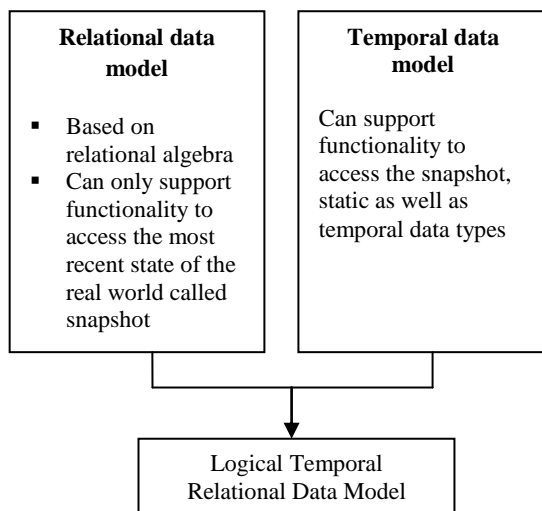 Relational data
model
▪ Based on
relational algebra
▪ Can only support
functionality to
access the most
recent state of the
real world called
snapshot
Temporal data
model
Can support
functionality to
access the snapshot,
static as well as
temporal data types
Logical Temporal
Relational Data Model